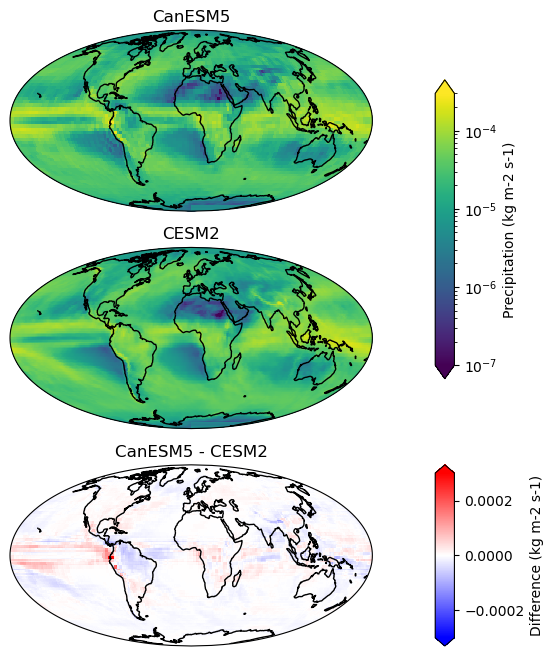 CanESM5
10⁻⁴
10⁻⁵
10⁻⁶
10⁻⁷
Precipitation (kg m-2 s-1)
CESM2
CanESM5 - CESM2
0.0002
0.0000
−0.0002
Difference (kg m-2 s-1)